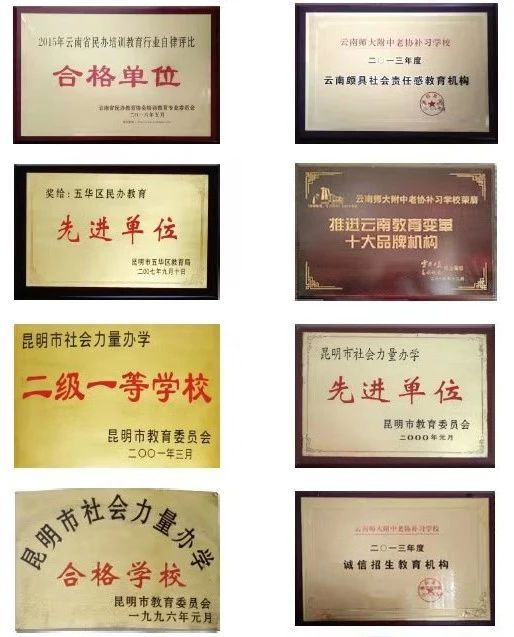 2015年云南省民办培训教育行业自律评比
合格单位
云南省民办教育协会培训教育专业委员会
二〇一六年五月
云南师大附中老协补习学校
二〇一三年度
云南颇具社会责任感教育机构
奖给：五华区民办教育
先进单位
昆明市五华区教育局
二00七年九月十日
云南师大附中老协补习学校荣膺
推进云南教育变革
十大品牌机构
昆明市社会力量办学
二级一等学校
昆明市教育委员会
二00一年三月
昆明市社会力量办学
先进单位
昆明市教育委员会
二000年元月
昆明市社会力量办学
合格学校
昆明市教育委员会
一九九六年元月
云南师大附中老协补习学校
二〇一三年度
诚信招生教育机构